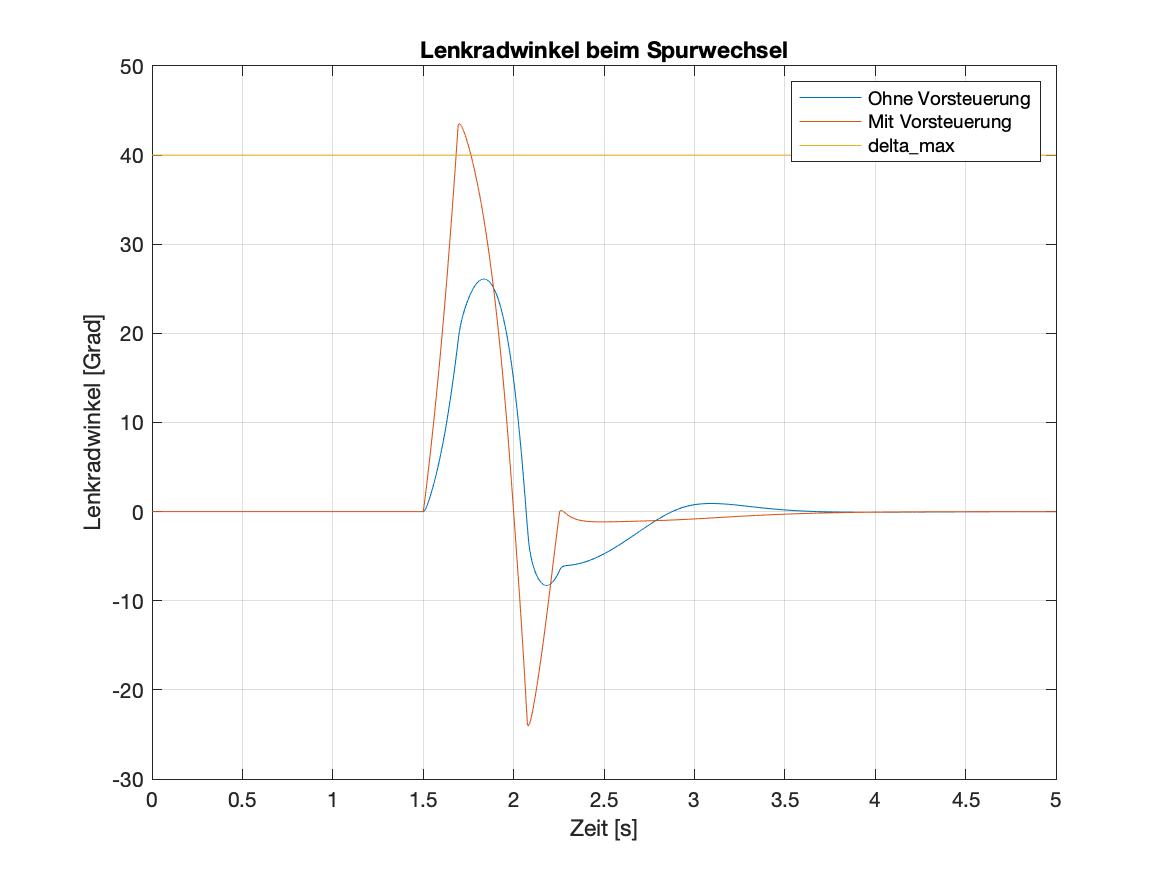 Lenkradwinkel beim Spurwechsel
50
40
30
20
10
0
-10
-20
-30
Lenkradwinkel [Grad]
Ohne Vorsteuerung
Mit Vorsteuerung
delta_max
0 0.5 1 1.5 2 2.5 3 3.5 4 4.5 5
Zeit [s]